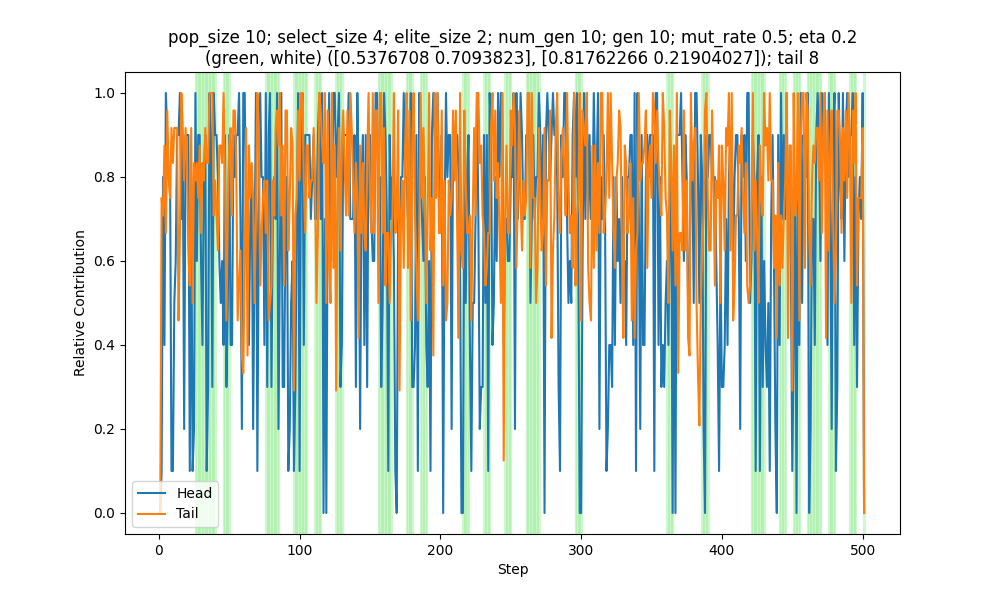 pop_size 10; select_size 4; elite_size 2; num_gen 10; gen 10; mut_rate 0.5; eta 0.2
(green, white) ([0.5376708 0.7093823], [0.81762266 0.21904027]); tail 8
1.0
0.8
0.6
0.4
0.2
0.0
Relative Contribution
Head
Tail
0
100
200
300
400
500
Step